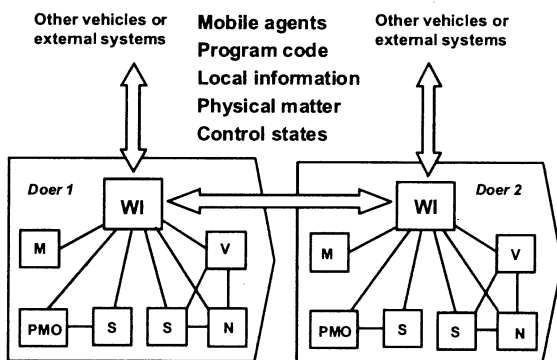 Other vehicles or
external systems
Mobile agents
Program code
Local information
Physical matter
Control states
Other vehicles or
external systems
Doer 1
WI
M
V
PMO
S
S
N
Doer 2
WI
M
V
PMO
S
S
N